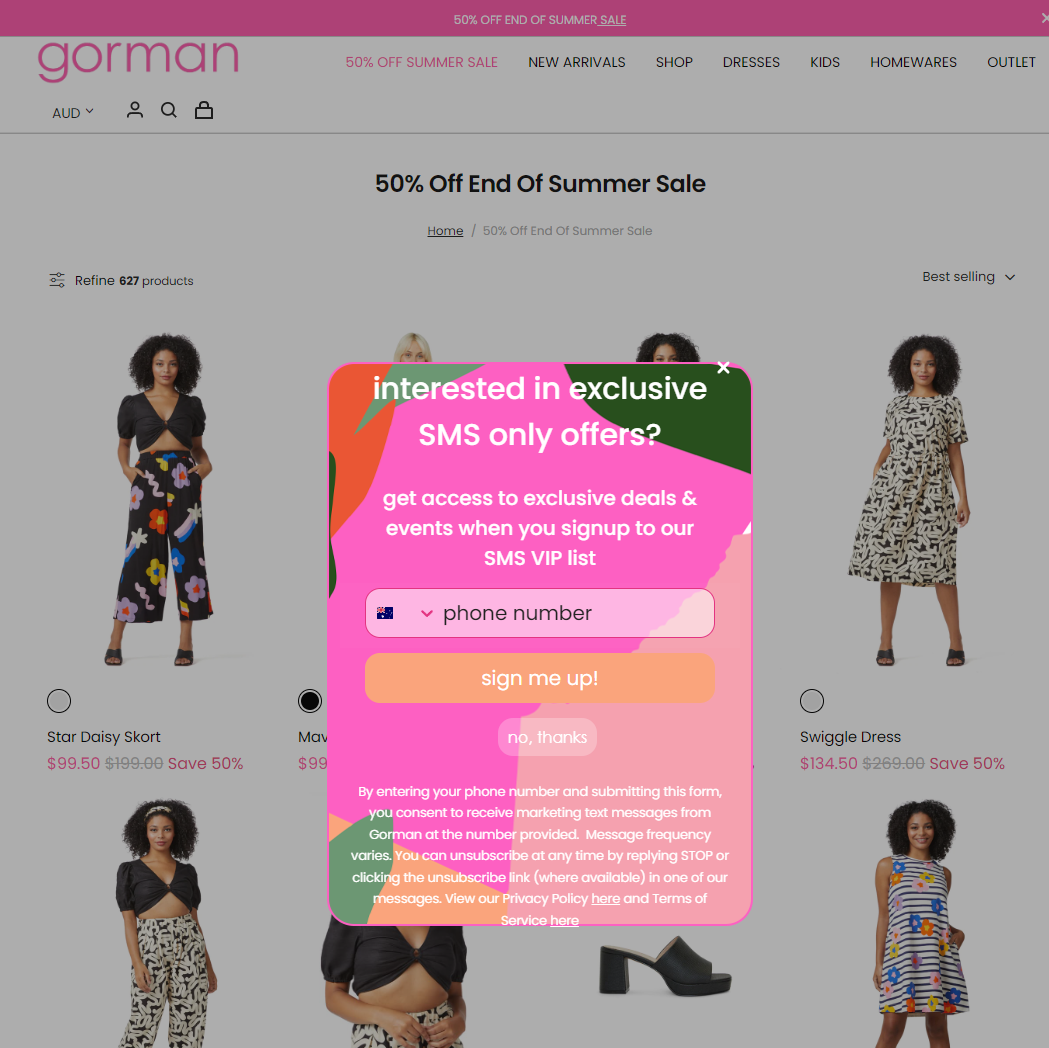 50% OFF END OF SUMMER SALE
gorman
50% OFF SUMMER SALE NEW ARRIVALS SHOP DRESSES KIDS HOMEWARES OUTLET
AUD
50% Off End Of Summer Sale
Home / 50% Off End Of Summer Sale
Refine 627 products
Best selling
interested in exclusive
SMS only offers?
get access to exclusive deals &
events when you signup to our
SMS VIP list
phone number
sign me up!
no, thanks
By entering your phone number and submitting this form,
you consent to receive marketing text messages from
Gorman at the number provided. Message frequency
varies. You can unsubscribe at any time by replying STOP or
clicking the unsubscribe link (where available) in one of our
messages. View our Privacy Policy here and Terms of
Service here
Star Daisy Skort
$99.50 $199.00 Save 50%
Mav
$99
Swiggle Dress
$134.50 $269.00 Save 50%